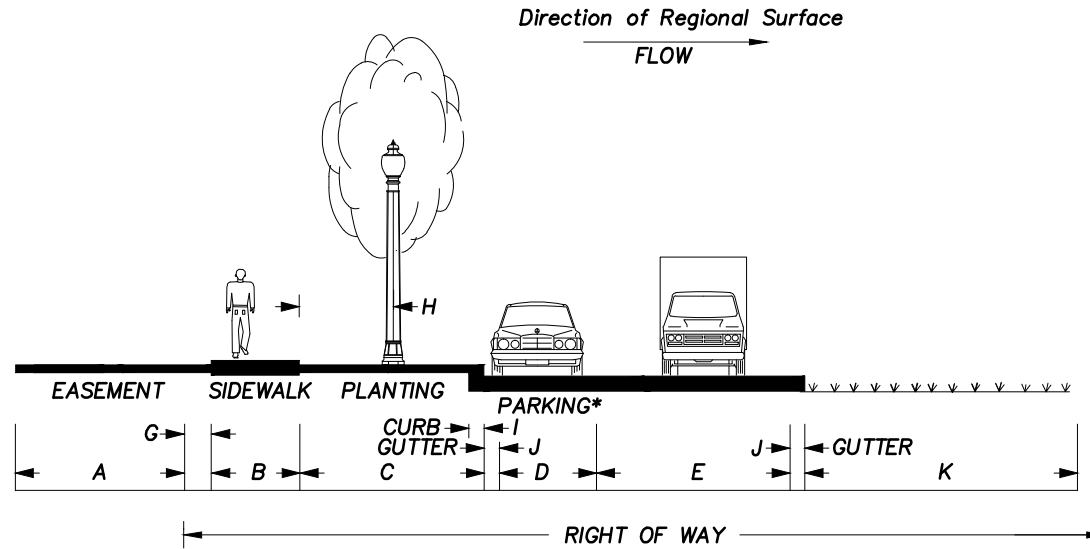 Direction of Regional Surface
FLOW
H
EASEMENT SIDEWALK PLANTING
PARKING*
G CURB I
GUTTER J J GUTTER
A B C D E K
RIGHT OF WAY